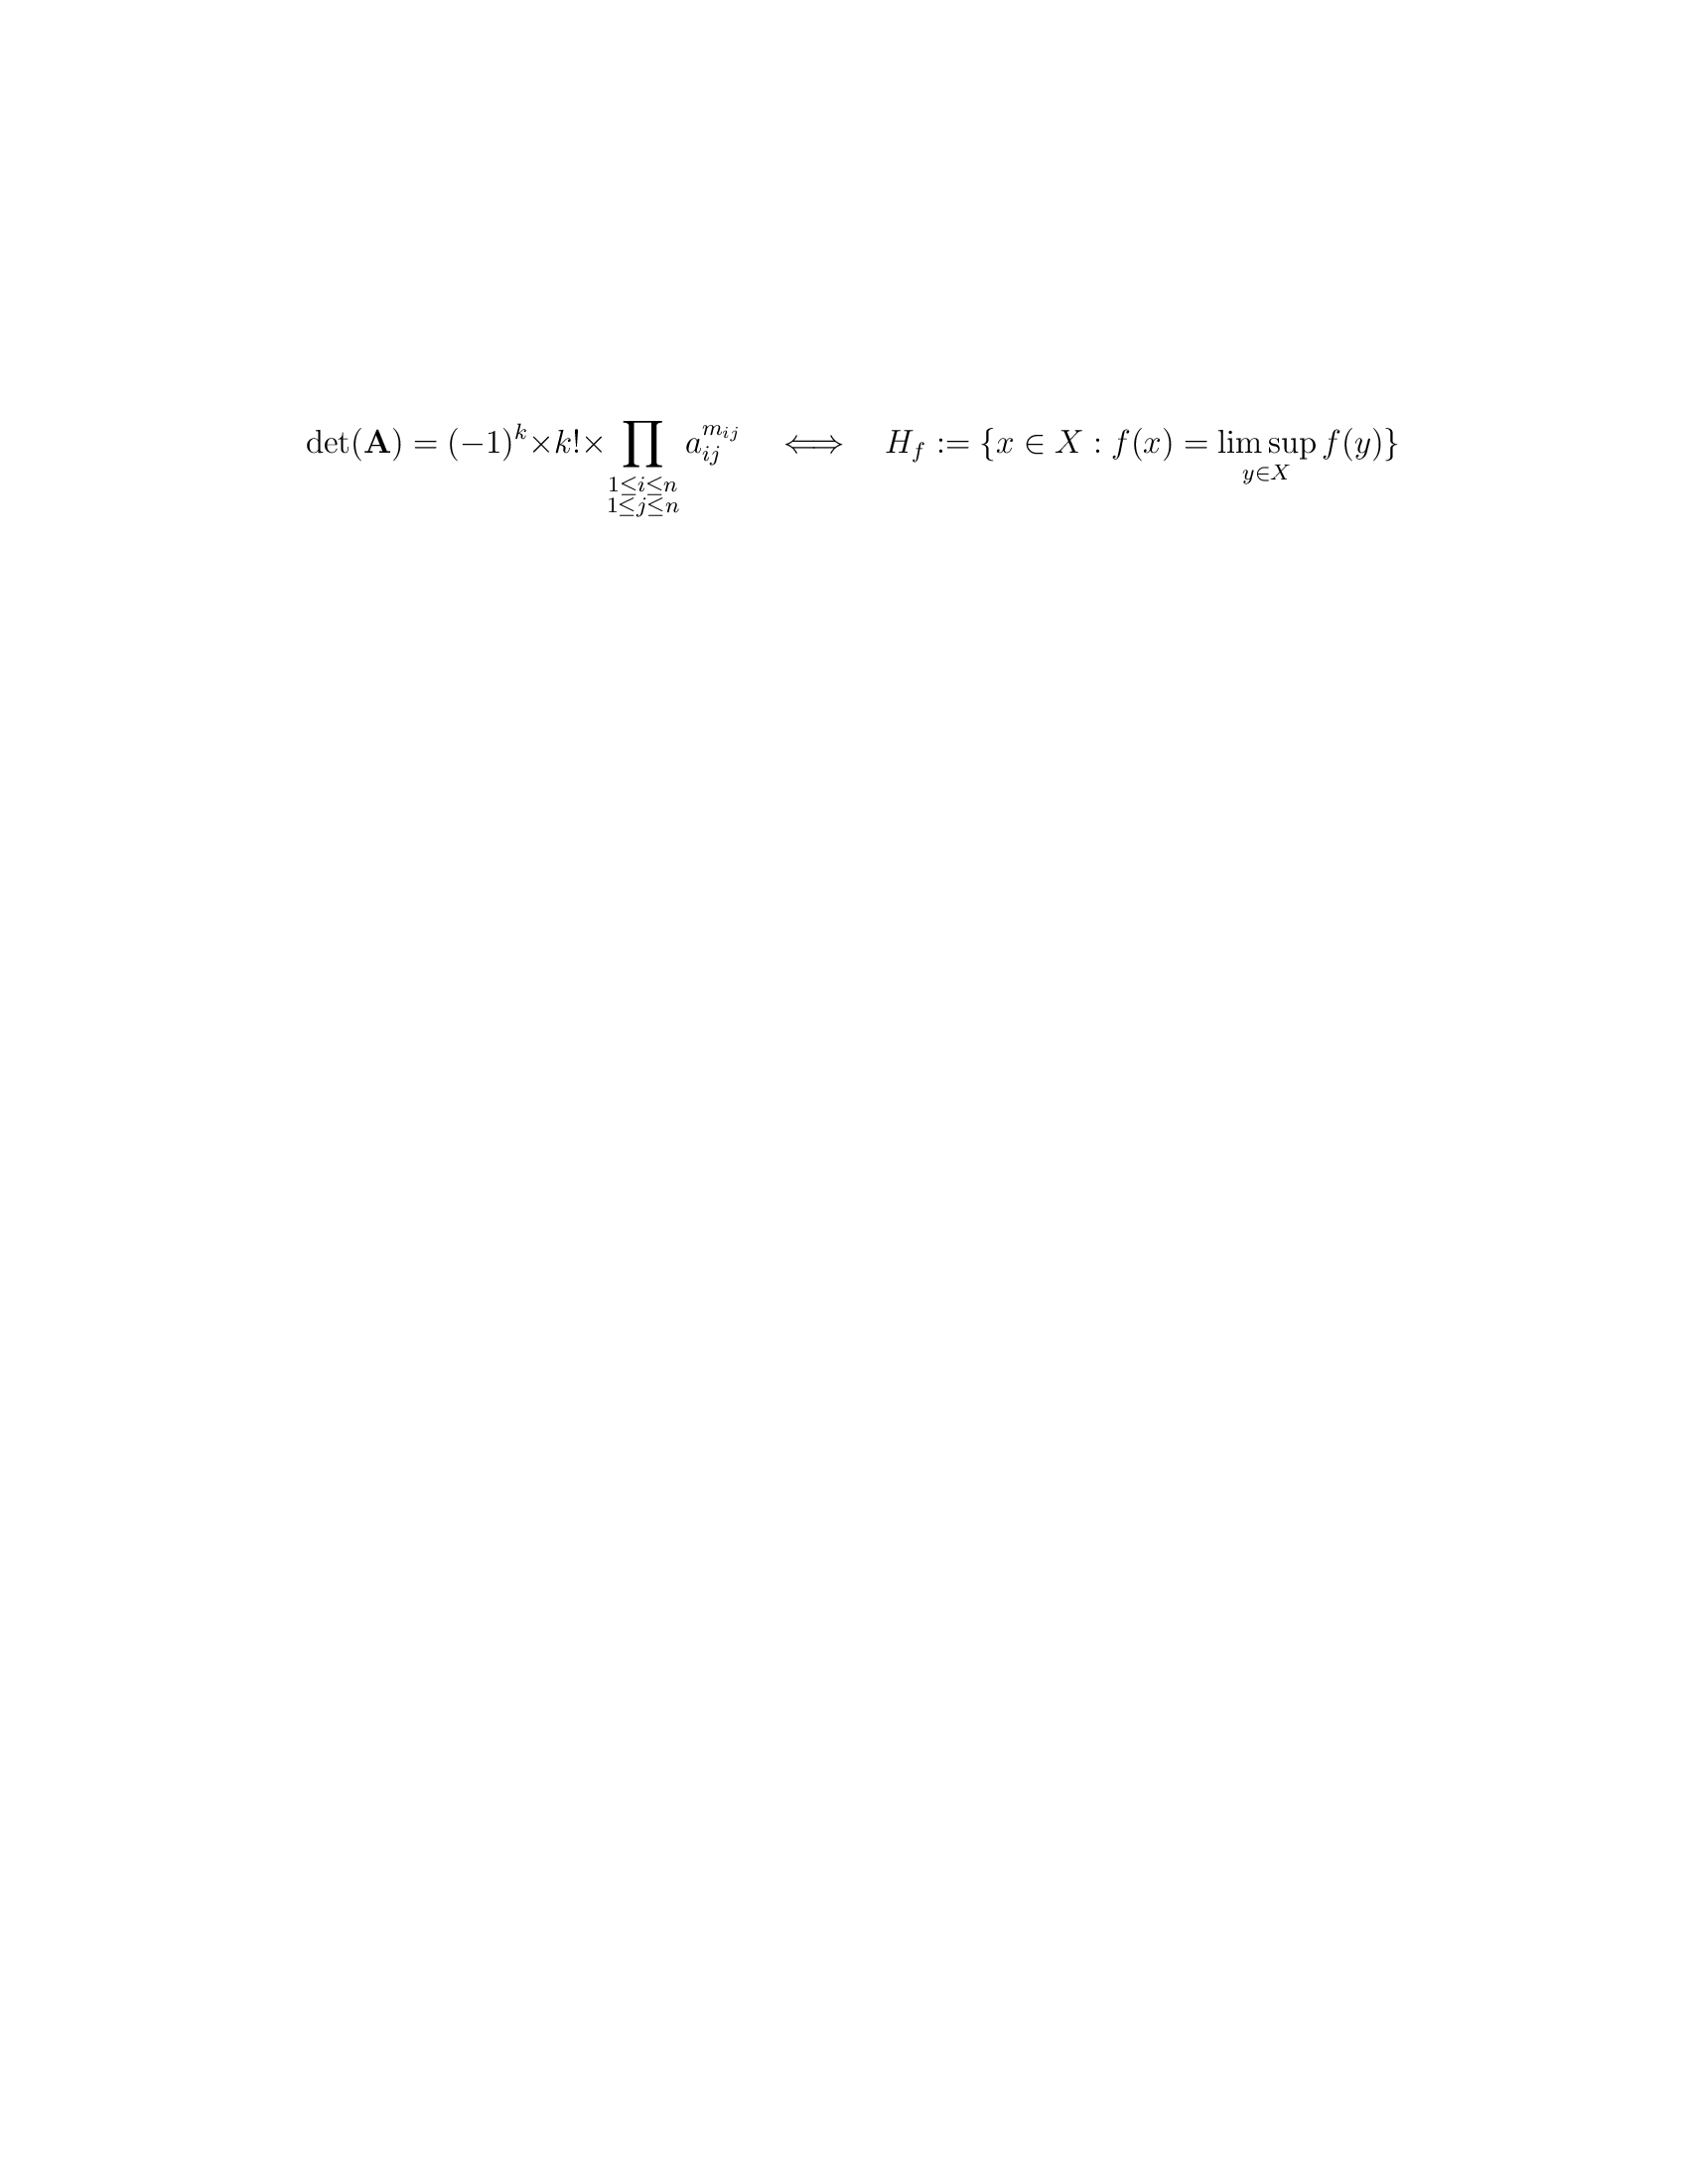 $\det(\mathbf{A}) = (-1)^k \times k! \times \prod_{\substack{1 \leq i \leq n \\ 1 \leq j \leq n}} a_{ij}^{m_{ij}} \quad \Longleftrightarrow \quad H_f := \{x \in X : f(x) = \limsup_{y \in X} f(y)\}$